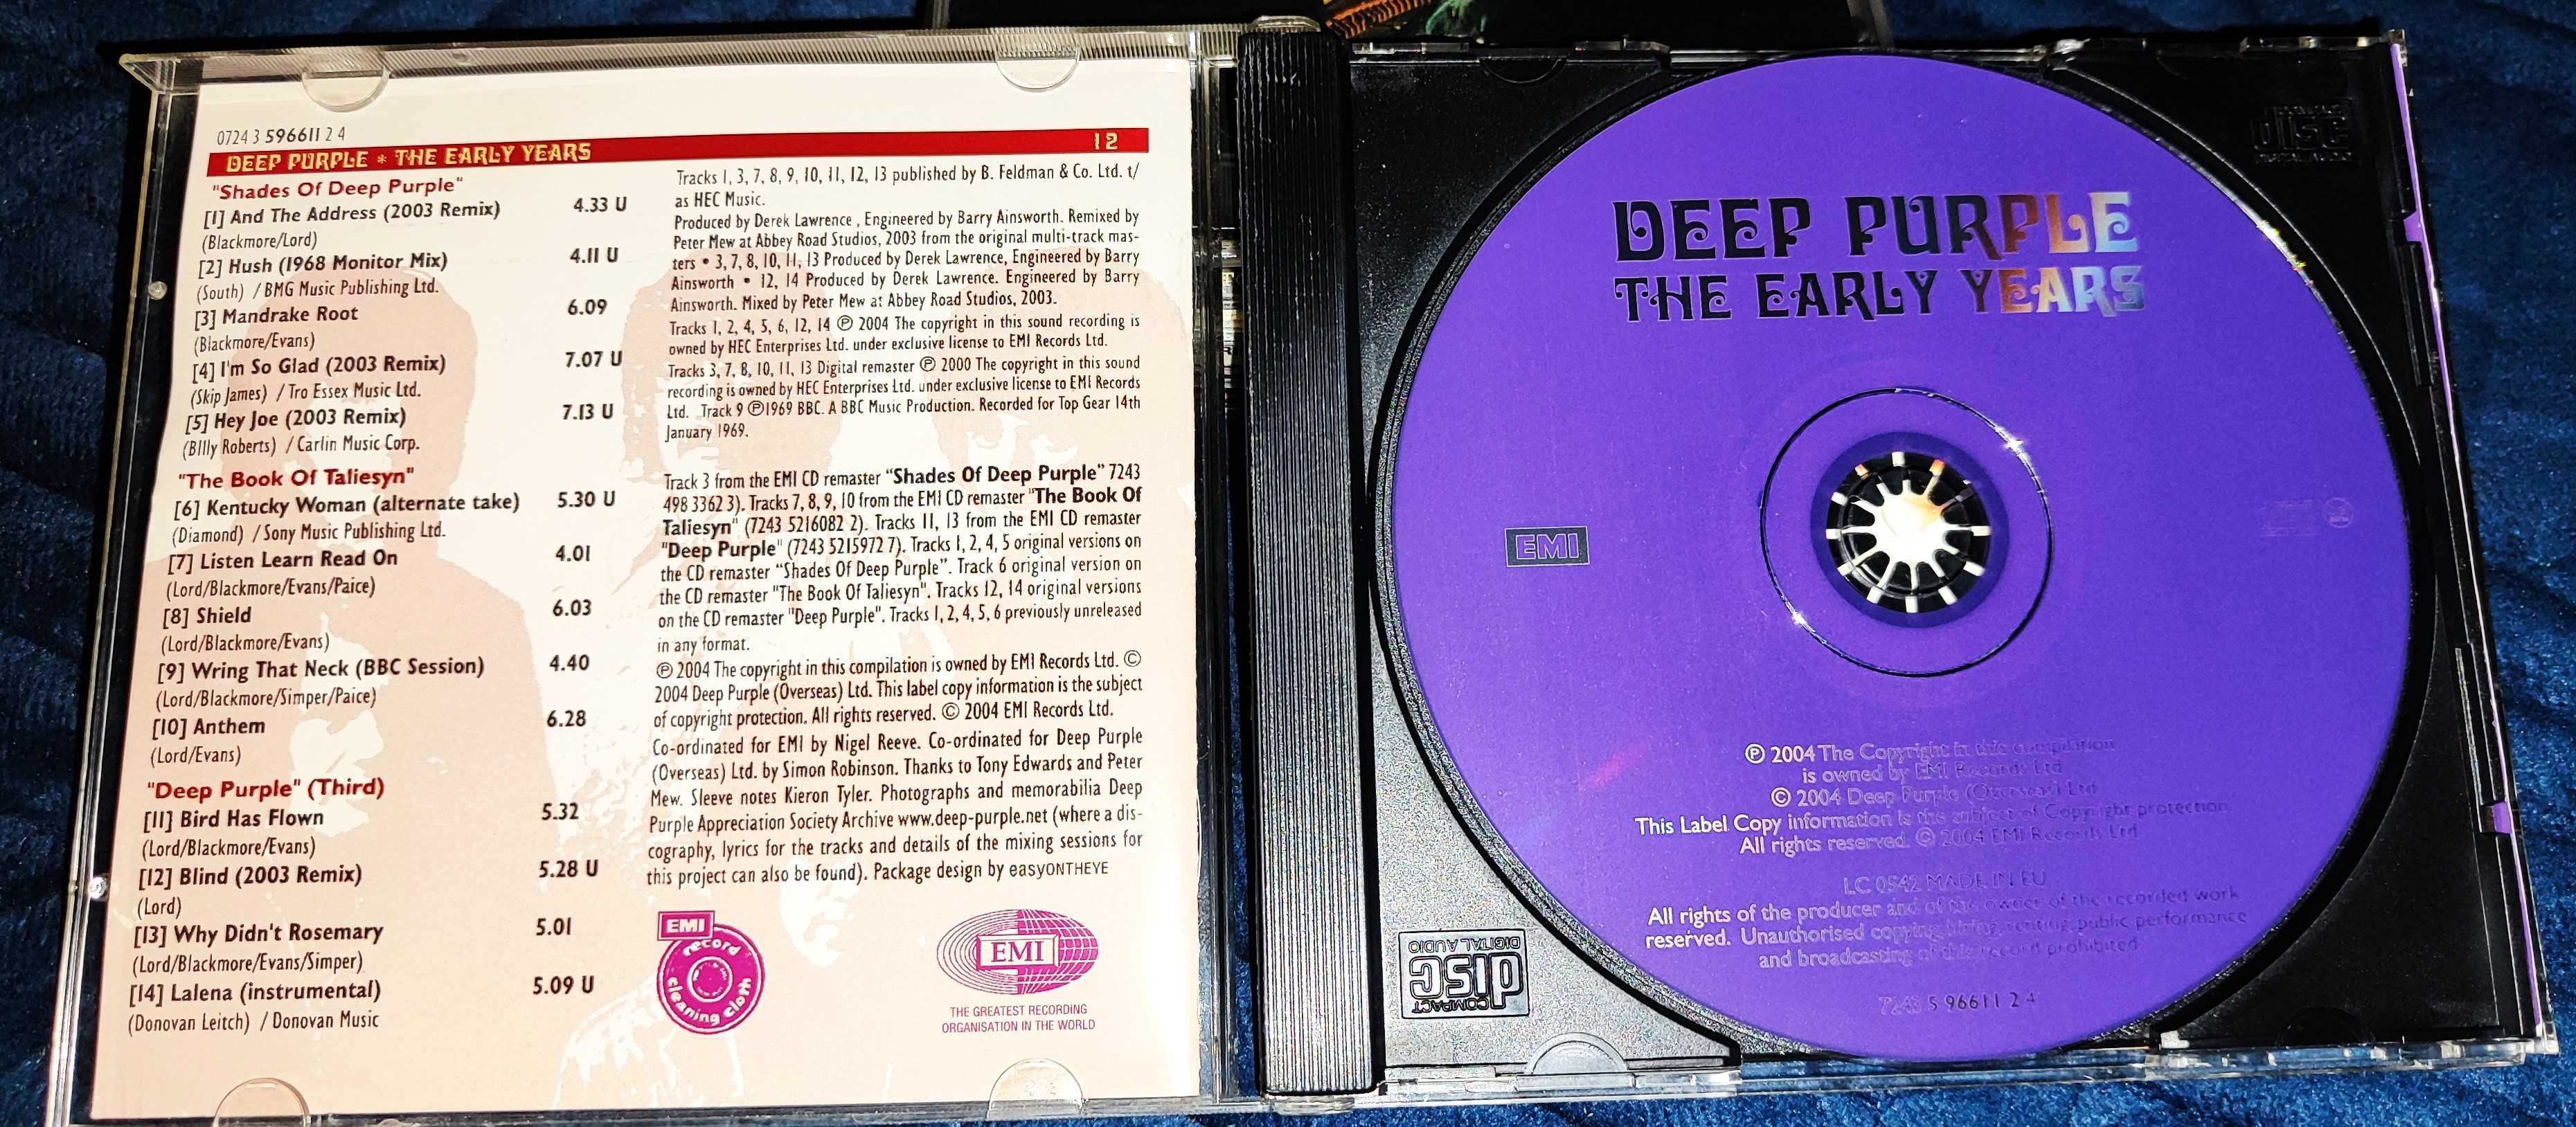 0724 3 596611 2 4
DEEP PURPLE * THE EARLY YEARS 12
"Shades Of Deep Purple"
[1] And The Address (2003 Remix) 4.33 U
(Blackmore/Lord)
[2] Hush (1968 Monitor Mix) 4.11 U
(South) / BMG Music Publishing Ltd.
[3] Mandrake Root 6.09
(Blackmore/Evans)
[4] I'm So Glad (2003 Remix) 7.07 U
(Skip James) / Tro Essex Music Ltd.
[5] Hey Joe (2003 Remix) 7.13 U
(BIlly Roberts) / Carlin Music Corp.
"The Book Of Taliesyn"
[6] Kentucky Woman (alternate take) 5.30 U
(Diamond) / Sony Music Publishing Ltd.
[7] Listen Learn Read On 4.01
(Lord/Blackmore/Evans/Paice)
[8] Shield 6.03
(Lord/Blackmore/Evans)
[9] Wring That Neck (BBC Session) 4.40
(Lord/Blackmore/Simper/Paice)
[10] Anthem 6.28
(Lord/Evans)
"Deep Purple" (Third)
[11] Bird Has Flown 5.32
(Lord/Blackmore/Evans)
[12] Blind (2003 Remix) 5.28 U
(Lord)
[13] Why Didn't Rosemary 5.01
(Lord/Blackmore/Evans/Simper)
[14] Lalena (instrumental) 5.09 U
(Donovan Leitch) / Donovan Music
Tracks 1, 3, 7, 8, 9, 10, 11, 12, 13 published by B. Feldman & Co. Ltd. t/
as HEC Music.
Produced by Derek Lawrence , Engineered by Barry Ainsworth. Remixed by
Peter Mew at Abbey Road Studios, 2003 from the original multi-track mas-
ters • 3, 7, 8, 10, 11, 13 Produced by Derek Lawrence, Engineered by Barry
Ainsworth • 12, 14 Produced by Derek Lawrence. Engineered by Barry
Ainsworth. Mixed by Peter Mew at Abbey Road Studios, 2003.
Tracks 1, 2, 4, 5, 6, 12, 14 ℗ 2004 The copyright in this sound recording is
owned by HEC Enterprises Ltd. under exclusive license to EMI Records Ltd.
Tracks 3, 7, 8, 10, 11, 13 Digital remaster ℗ 2000 The copyright in this sound
recording is owned by HEC Enterprises Ltd. under exclusive license to EMI Records
Ltd. Track 9 ℗1969 BBC. A BBC Music Production. Recorded for Top Gear 14th
January 1969.
Track 3 from the EMI CD remaster "Shades Of Deep Purple" 7243
498 3362 3). Tracks 7, 8, 9, 10 from the EMI CD remaster "The Book Of
Taliesyn" (7243 5216082 2). Tracks 11, 13 from the EMI CD remaster
"Deep Purple" (7243 5215972 7). Tracks 1, 2, 4, 5 original versions on
the CD remaster "Shades Of Deep Purple". Track 6 original version on
the CD remaster "The Book Of Taliesyn". Tracks 12, 14 original versions
on the CD remaster "Deep Purple". Tracks 1, 2, 4, 5, 6 previously unreleased
in any format.
℗ 2004 The copyright in this compilation is owned by EMI Records Ltd. ©
2004 Deep Purple (Overseas) Ltd. This label copy information is the subject
of copyright protection. All rights reserved. © 2004 EMI Records Ltd.
Co-ordinated for EMI by Nigel Reeve. Co-ordinated for Deep Purple
(Overseas) Ltd. by Simon Robinson. Thanks to Tony Edwards and Peter
Mew. Sleeve notes Kieron Tyler. Photographs and memorabilia Deep
Purple Appreciation Society Archive www.deep-purple.net (where a dis-
cography, lyrics for the tracks and details of the mixing sessions for
this project can also be found). Package design by easyONTHEYE
EMI
record
cleaning cloth
EMI
THE GREATEST RECORDING
ORGANISATION IN THE WORLD
DEEP PURPLE
THE EARLY YEARS
EMI
℗ 2004 The Copyright in this compilation
is owned by EMI Records Ltd
© 2004 Deep Purple (Overseas) Ltd
This Label Copy information is the subject of Copyright protection
All rights reserved. © 2004 EMI Records Ltd.
LC 0542 MADE IN EU
All rights of the producer and of the owner of the recorded work
reserved. Unauthorised copying, hiring, renting, public performance
and broadcasting of this record prohibited
7243 5 96611 2 4
COMPACT
disc
DIGITAL AUDIO
disc